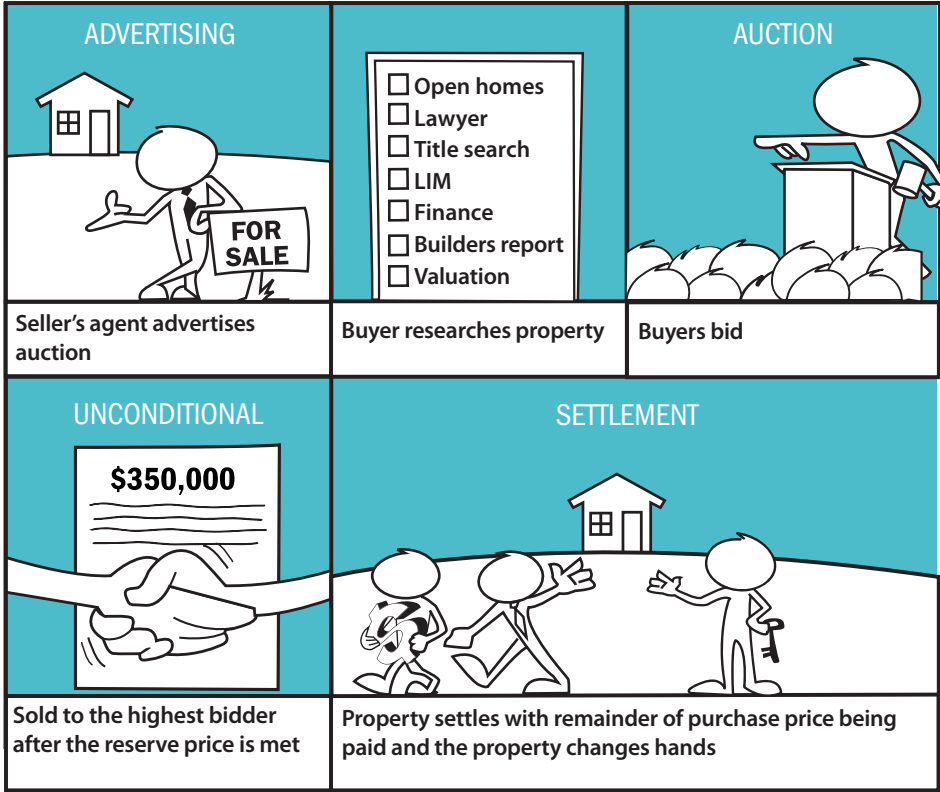 ADVERTISING
FOR
SALE
Seller's agent advertises
auction
Open homes
Lawyer
Title search
LIM
Finance
Builders report
Valuation
Buyer researches property
AUCTION
Buyers bid
UNCONDITIONAL
$350,000
Sold to the highest bidder
after the reserve price is met
SETTLEMENT
Property settles with remainder of purchase price being
paid and the property changes hands